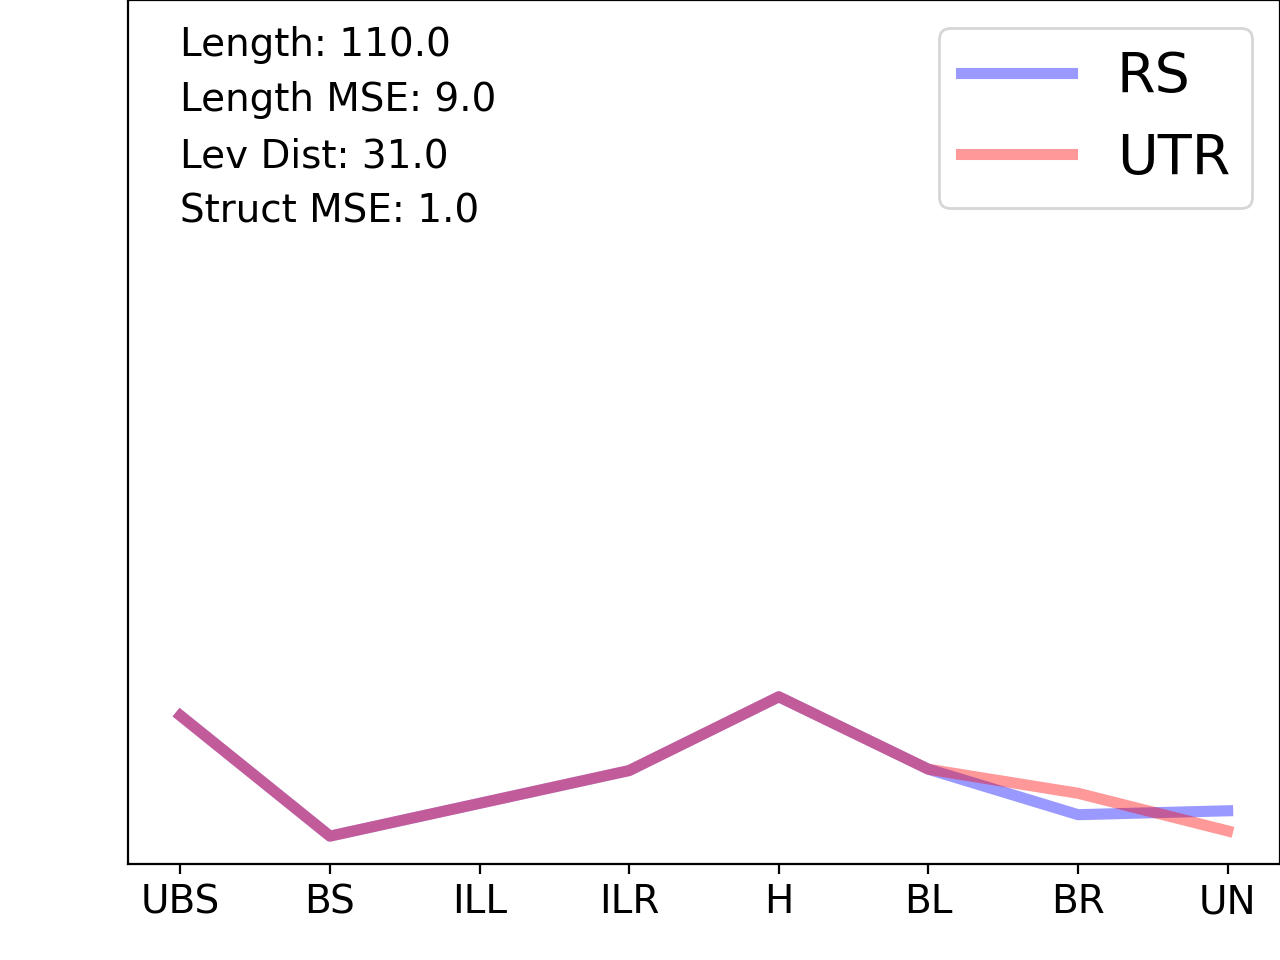 Length: 110.0
Length MSE: 9.0
Lev Dist: 31.0
Struct MSE: 1.0
RS
UTR
UBS BS ILL ILR H BL BR UN